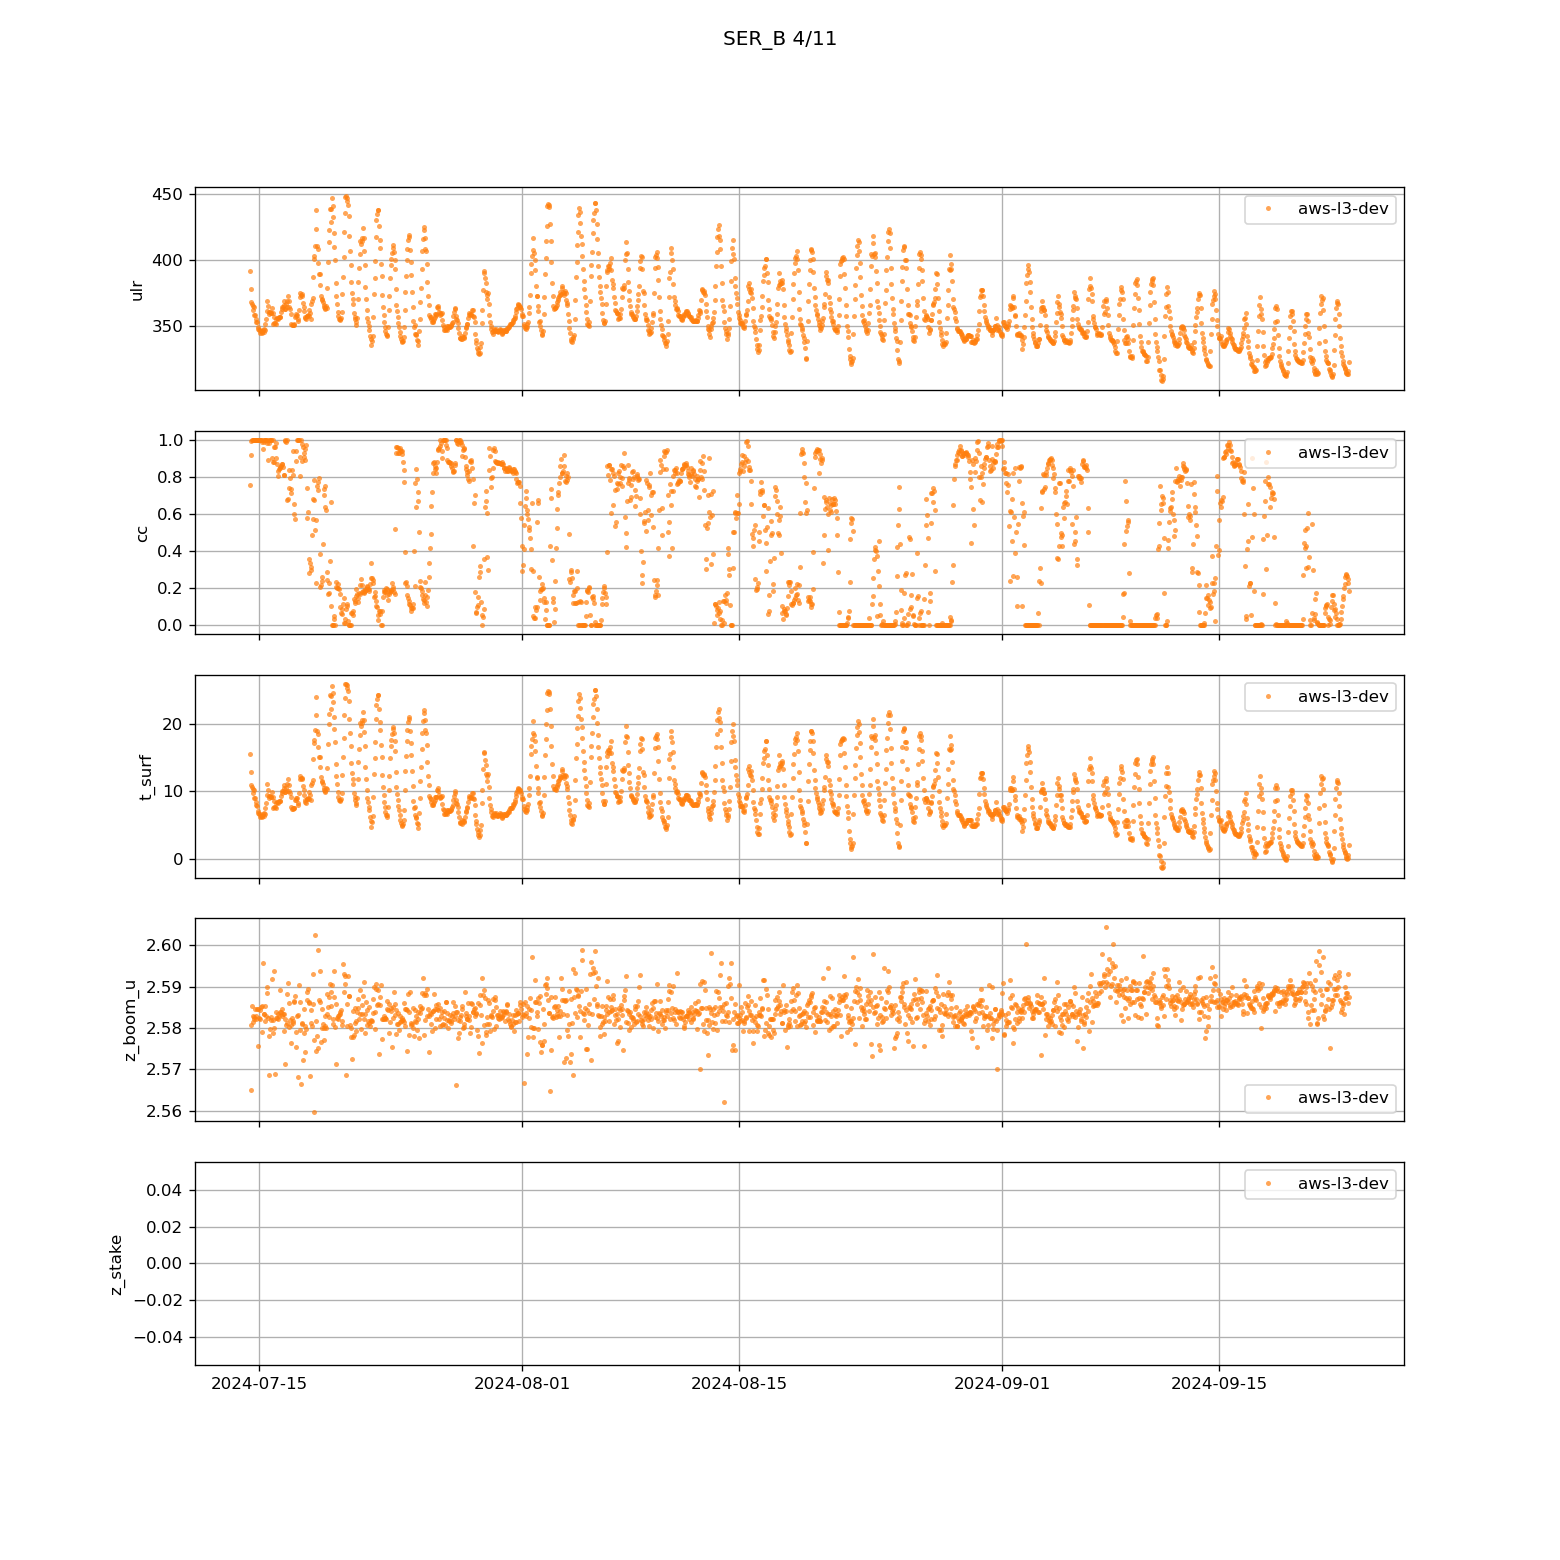 SER_B 4/11
450
400
350
ulr
aws-l3-dev
1.0
0.8
0.6
0.4
0.2
0.0
cc
aws-l3-dev
20
10
0
t_surf
aws-l3-dev
2.60
2.59
2.58
2.57
2.56
z_boom_u
aws-l3-dev
0.04
0.02
0.00
−0.02
−0.04
z_stake
aws-l3-dev
2024-07-15 2024-08-01 2024-08-15 2024-09-01 2024-09-15